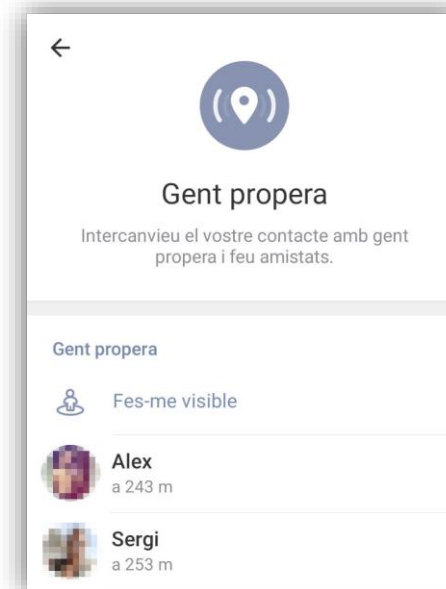 Gent propera
Intercanvieu el vostre contacte amb gent
propera i feu amistats.
Gent propera
Fes-me visible
Alex
a 243 m
Sergi
a 253 m